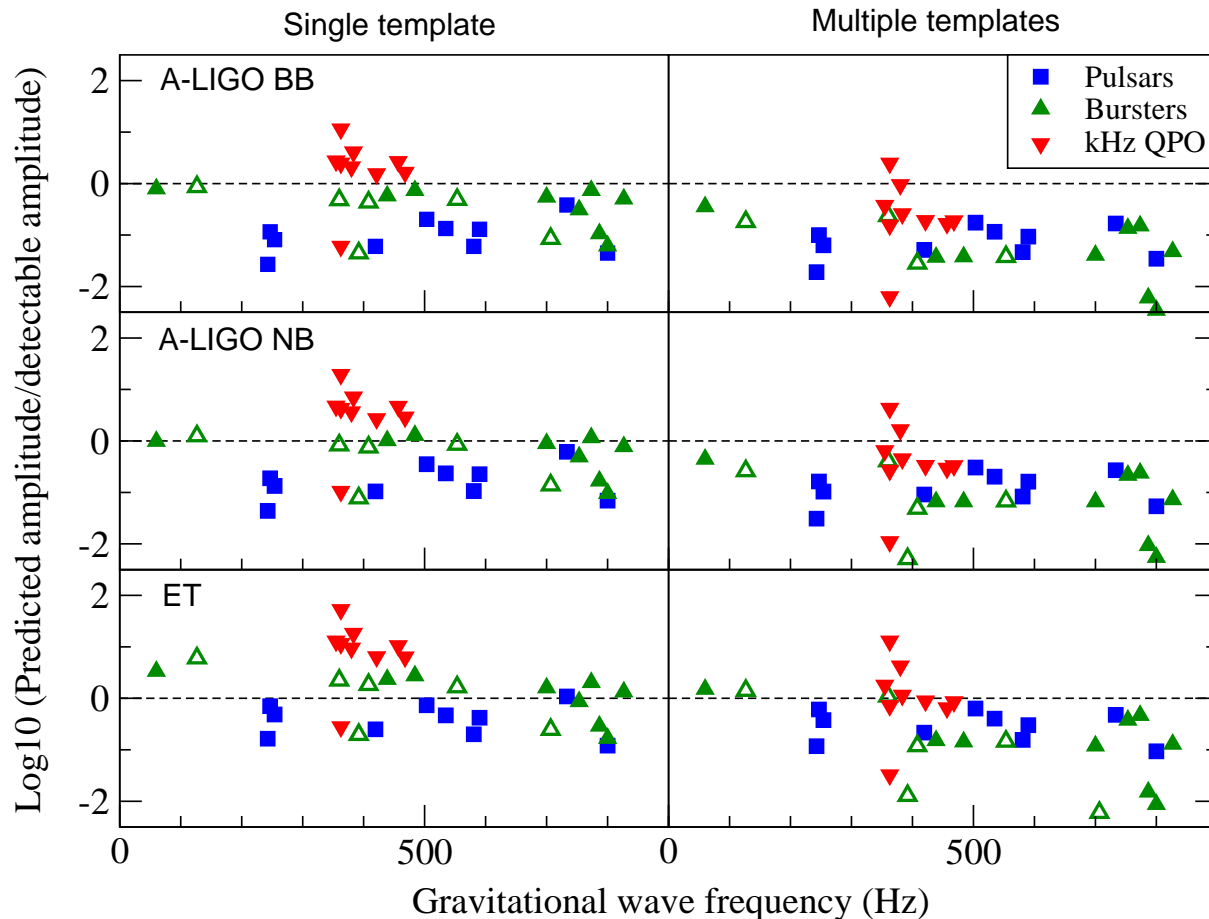 Single template
Multiple templates
Log10 (Predicted amplitude/detectable amplitude)
A-LIGO BB
Pulsars
Bursters
kHz QPO
2
0
-2
A-LIGO NB
2
0
-2
ET
2
0
-2
0
500
0
500
Gravitational wave frequency (Hz)